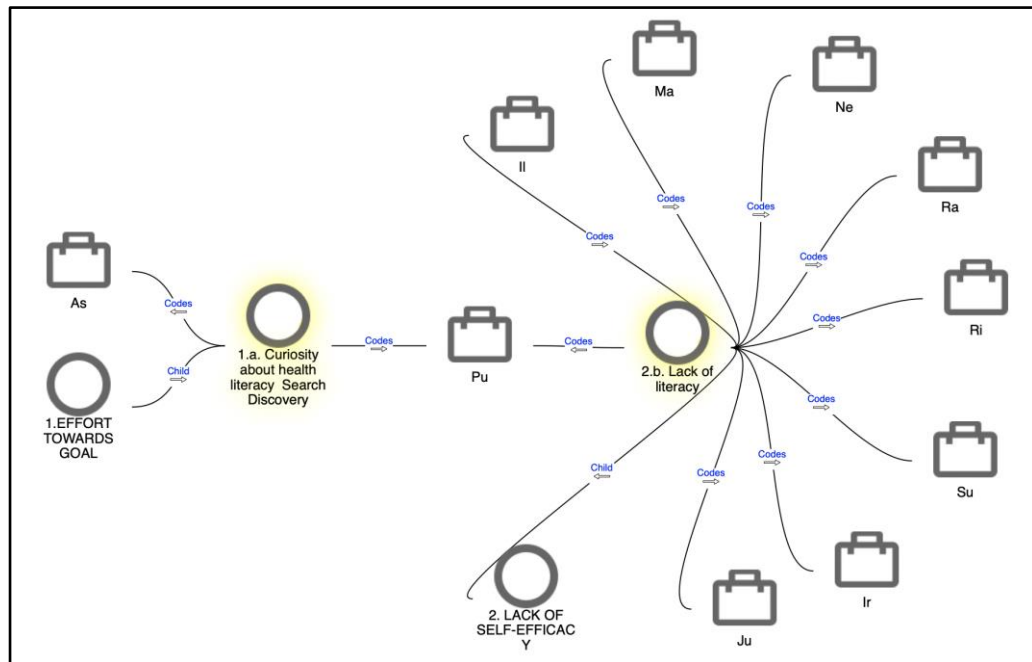 Ma
Ne
Il
Codes
Codes
Ra
Codes
Codes
As
Codes
Codes
1.a. Curiosity
about health
literacy Search
Discovery
Codes
Pu
Codes
2.b. Lack of
literacy
Codes
Ri
Child
1.EFFORT
TOWARDS
GOAL
Codes
Su
Child
Codes
Codes
2. LACK OF
SELF-EFFICAC
Y
Ju
Ir